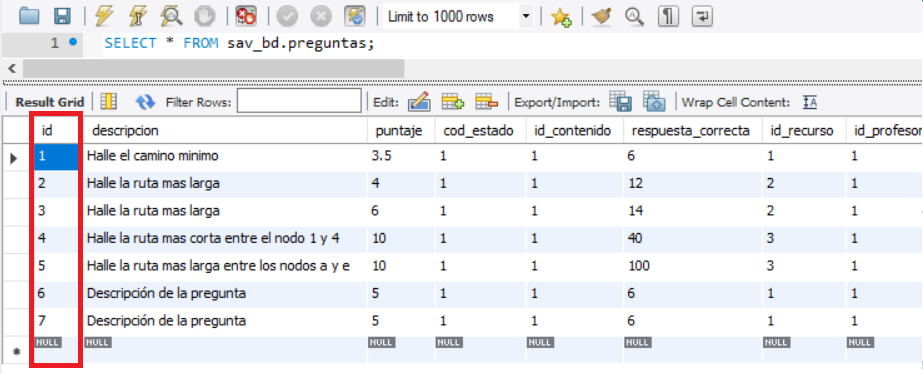 Limit to 1000 rows
1 SELECT * FROM sav_bd.preguntas;
Result Grid Filter Rows: Edit: Export/Import: Wrap Cell Content: IA
id descripcion puntaje cod_estado id_contenido respuesta_correcta id_recurso id_profesor
1 Halle el camino minimo 3.5 1 1 6 1 1
2 Halle la ruta mas larga 4 1 1 12 2 1
3 Halle la ruta mas larga 6 1 1 14 2 1
4 Halle la ruta mas corta entre el nodo 1 y 4 10 1 1 40 3 1
5 Halle la ruta mas larga entre los nodos a y e 10 1 1 100 3 1
6 Descripción de la pregunta 5 1 1 6 1 1
7 Descripción de la pregunta 5 1 1 6 1 1
NULL NULL NULL NULL NULL NULL NULL NULL